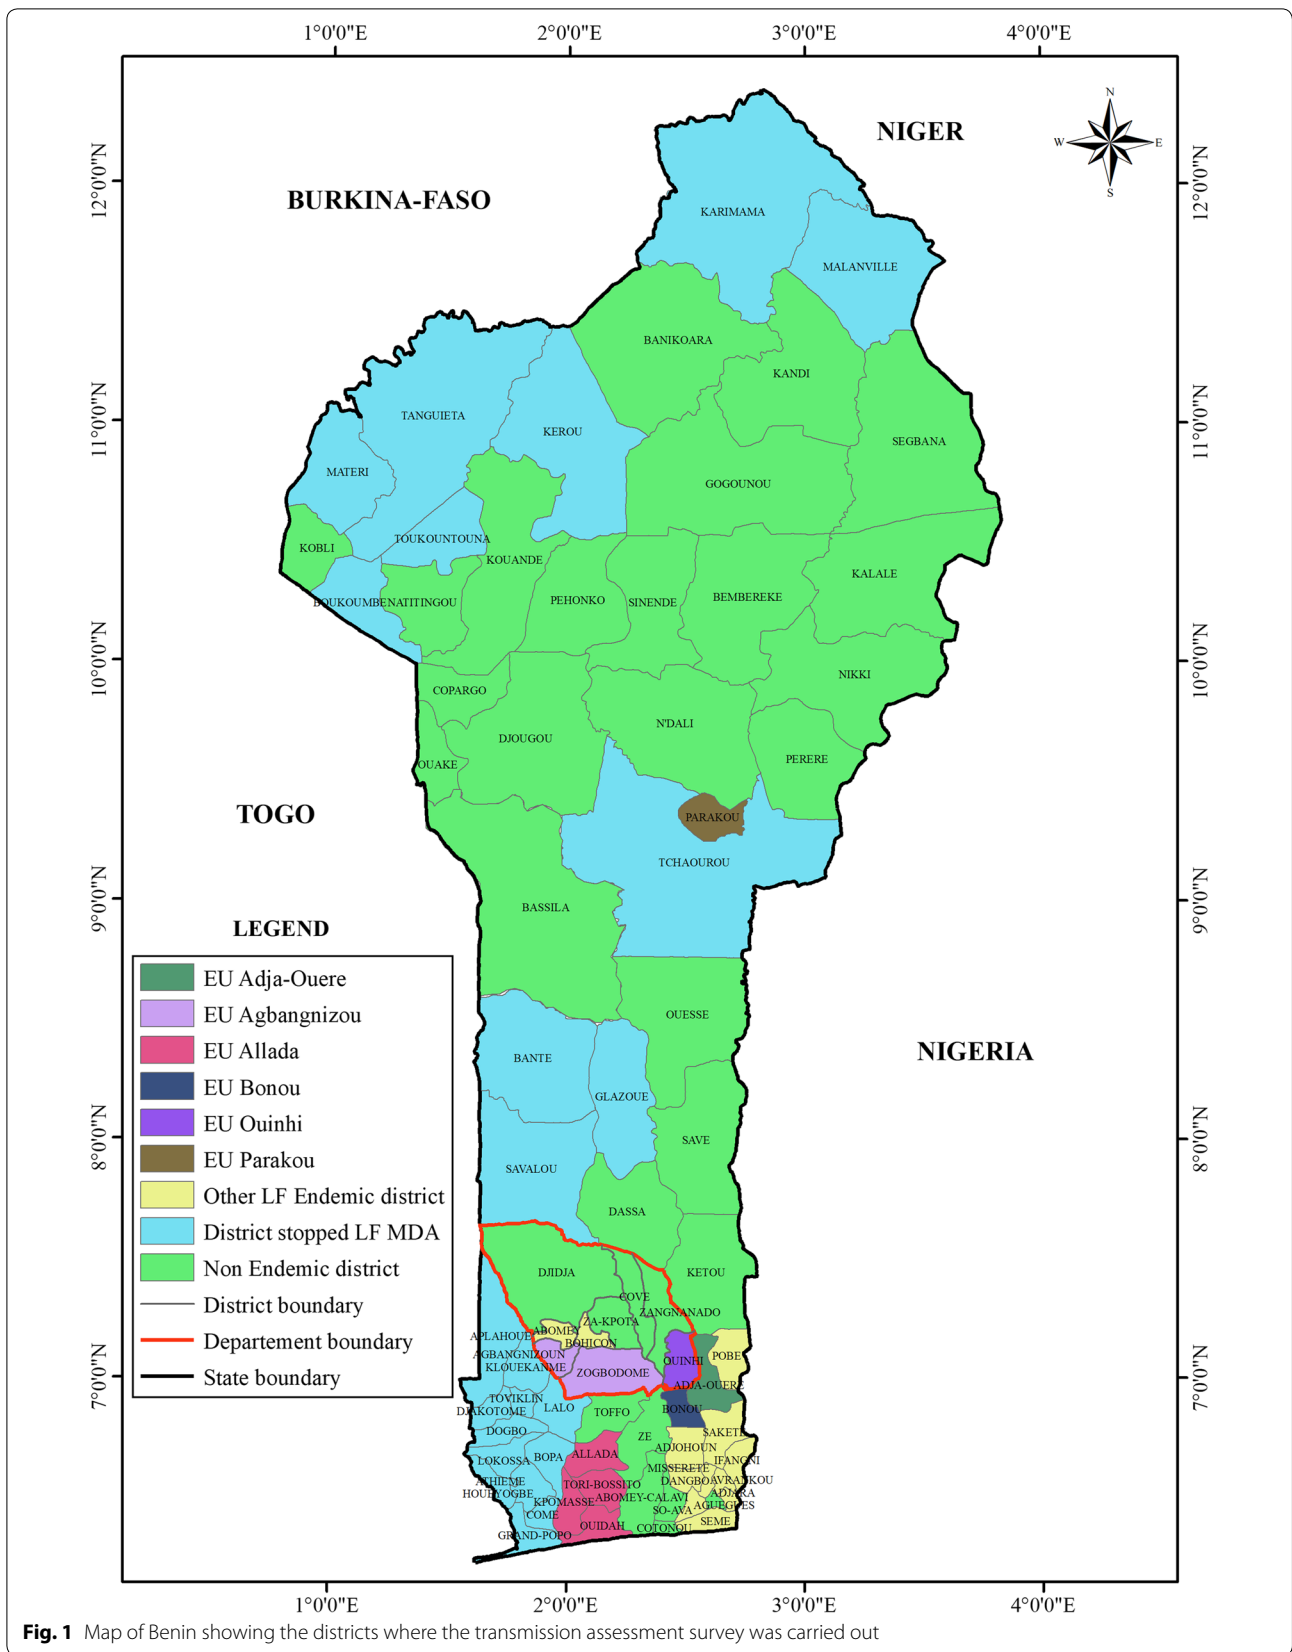 1°0'0"E 2°0'0"E 3°0'0"E 4°0'0"E
N
W E
S
NIGER
BURKINA-FASO
12°0'0"N
12°0'0"N
KARIMAMA
MALANVILLE
BANIKOARA
KANDI
TANGUIETA
11°0'0"N
11°0'0"N
KEROU
SEGBANA
MATERI
GOGOUNOU
TOUKOUNTOUNA
KOBLI
KOUANDE
KALALE
BOUKOUMBE
NATITINGOU
PEHONKO
SINENDE
BEMBEREKE
10°0'0"N
10°0'0"N
NIKKI
COPARGO
N'DALI
DJOUGOU
PERERE
OUAKE
TOGO
PARAKOU
TCHAOUROU
9°0'0"N
9°0'0"N
BASSILA
LEGEND
EU Adja-Ouere
EU Agbangnizou
EU Allada
EU Bonou
EU Ouinhi
EU Parakou
Other LF Endemic district
District stopped LF MDA
Non Endemic district
District boundary
Departement boundary
State boundary
OUESSE
NIGERIA
BANTE
GLAZOUE
8°0'0"N
8°0'0"N
SAVE
SAVALOU
DASSA
DJIDJA
KETOU
COVE
ZANGNANADO
ZA-KPOTA
ABOMEY
APLAHOUE
BOHICON
AGBANGNIZOUN
POBE
OUINHI
KLOUEKANME
ZOGBODOME
7°0'0"N
7°0'0"N
ADJA-OUERE
TOVIKLIN
LALO
DJAKOTOME
TOFFO
BONOU
DOGBO
SAKETE
ZE
ADJOHOUN
ALLADA
BOPA
LOKOSSA
IFANGNI
MISSERETE
ATHIEME
TORI-BOSSITO
DANGBO
AVRANKOU
HOUEYOGBE
ADJARA
KPOMASSE
ABOMEY-CALAVI
AGUEGUES
SO-AVA
COME
SEME
OUIDAH
COTONOU
GRAND-POPO
1°0'0"E 2°0'0"E 3°0'0"E 4°0'0"E
Fig. 1 Map of Benin showing the districts where the transmission assessment survey was carried out